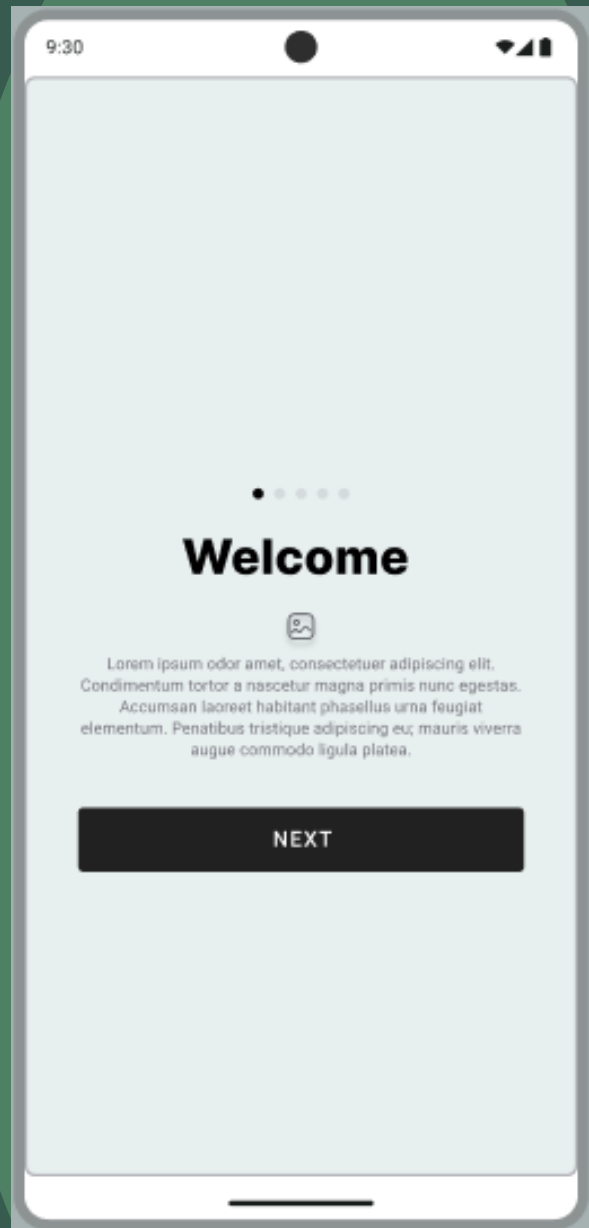 9:30
Welcome
Lorem ipsum odor amet, consectetuer adipiscing elit.
Condimentum tortor a nascetur magna primis nunc egestas.
Accumsan laoreet habitant phasellus urna feugiat
elementum. Penatibus tristique adipiscing eu; mauris viverra
augue commodo ligula platea.
NEXT